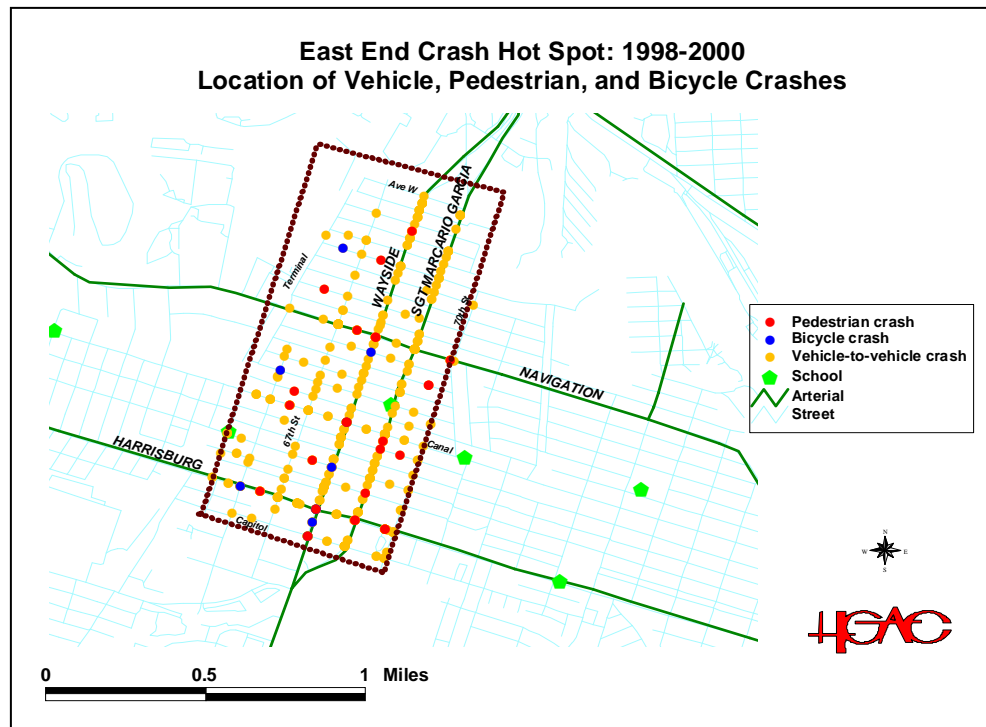 East End Crash Hot Spot: 1998-2000
Location of Vehicle, Pedestrian, and Bicycle Crashes
Ave W
SGT MARCARIO GARCIA
WAYSIDE
Terminal
70th St
NAVIGATION
67th St
Canal
HARRISBURG
Capitol
Pedestrian crash
Bicycle crash
Vehicle-to-vehicle crash
School
Arterial
Street
N
W E
S
HGAC
0 0.5 1 Miles